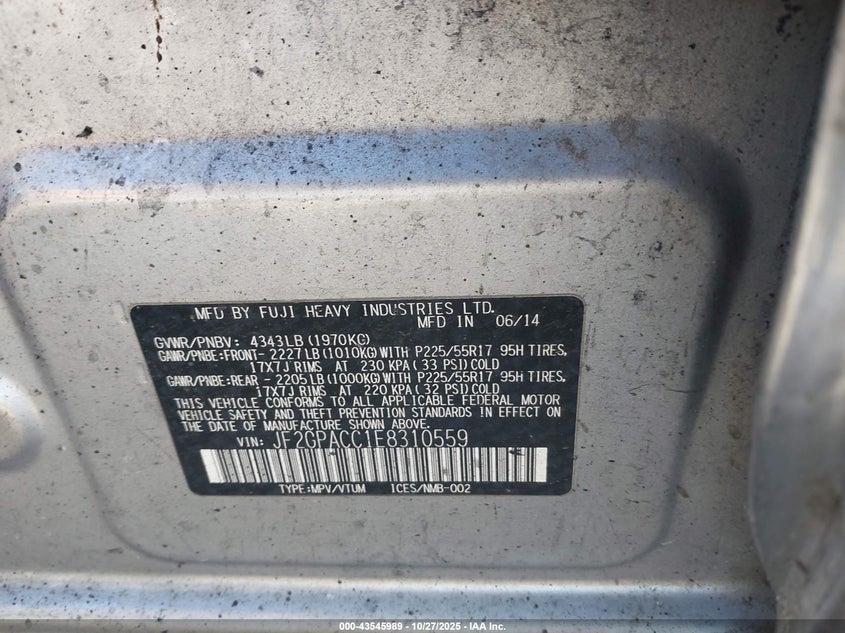 MFD BY FUJI HEAVY INDUSTRIES LTD.
MFD IN 06/14
GVWR/PNBV: 4343LB(1970KG)
GAWR/PNBE:FRONT-2227LB(1010KG)WITH P225/55R17 95H TIRES,
17X7J RIMS AT 230 KPA(33 PSI)COLD
GAWR/PNBE:REAR -2205LB(1000KG)WITH P225/55R17 95H TIRES,
17X7J RIMS AT 220 KPA(32 PSI)COLD
THIS VEHICLE CONFORMS TO ALL APPLICABLE FEDERAL MOTOR
VEHICLE SAFETY AND THEFT PREVENTION STANDARDS IN EFFECT ON
THE DATE OF MANUFACTURE SHOWN ABOVE.
VIN: JF2GPACC1E8310559
TYPE:MPV/VTUM ICES/NMB-002
000-43545989 - 10/27/2025 - IAA Inc.